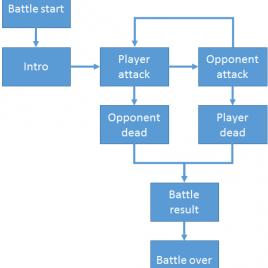 Battle start
Intro
Player
attack
Opponent
attack
Opponent
dead
Player
dead
Battle
result
Battle over